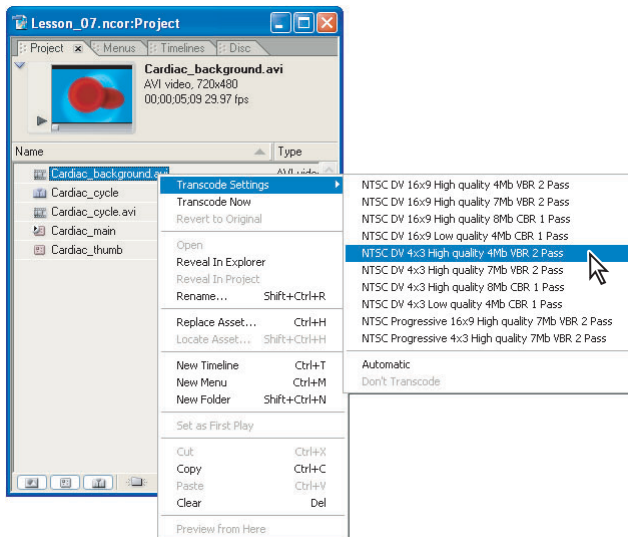 Lesson_07.ncor:Project
Project Menus Timelines Disc
Cardiac_background.avi
AVI video, 720x480
00;00;05;09 29.97 fps
Name Type
Cardiac_background.avi AVI vide
Cardiac_cycle
Cardiac_cycle.avi
Cardiac_main
Cardiac_thumb
Transcode Settings
Transcode Now
Revert to Original
Open
Reveal In Explorer
Reveal In Project
Rename... Shift+Ctrl+R
Replace Asset... Ctrl+H
Locate Asset... Shift+Ctrl+H
New Timeline Ctrl+T
New Menu Ctrl+M
New Folder Shift+Ctrl+N
Set as First Play
Cut Ctrl+X
Copy Ctrl+C
Paste Ctrl+V
Clear Del
Preview from Here
NTSC DV 16x9 High quality 4Mb VBR 2 Pass
NTSC DV 16x9 High quality 7Mb VBR 2 Pass
NTSC DV 16x9 High quality 8Mb CBR 1 Pass
NTSC DV 16x9 Low quality 4Mb CBR 1 Pass
NTSC DV 4x3 High quality 4Mb VBR 2 Pass
NTSC DV 4x3 High quality 7Mb VBR 2 Pass
NTSC DV 4x3 High quality 8Mb CBR 1 Pass
NTSC DV 4x3 Low quality 4Mb CBR 1 Pass
NTSC Progressive 16x9 High quality 7Mb VBR 2 Pass
NTSC Progressive 4x3 High quality 7Mb VBR 2 Pass
Automatic
Don't Transcode